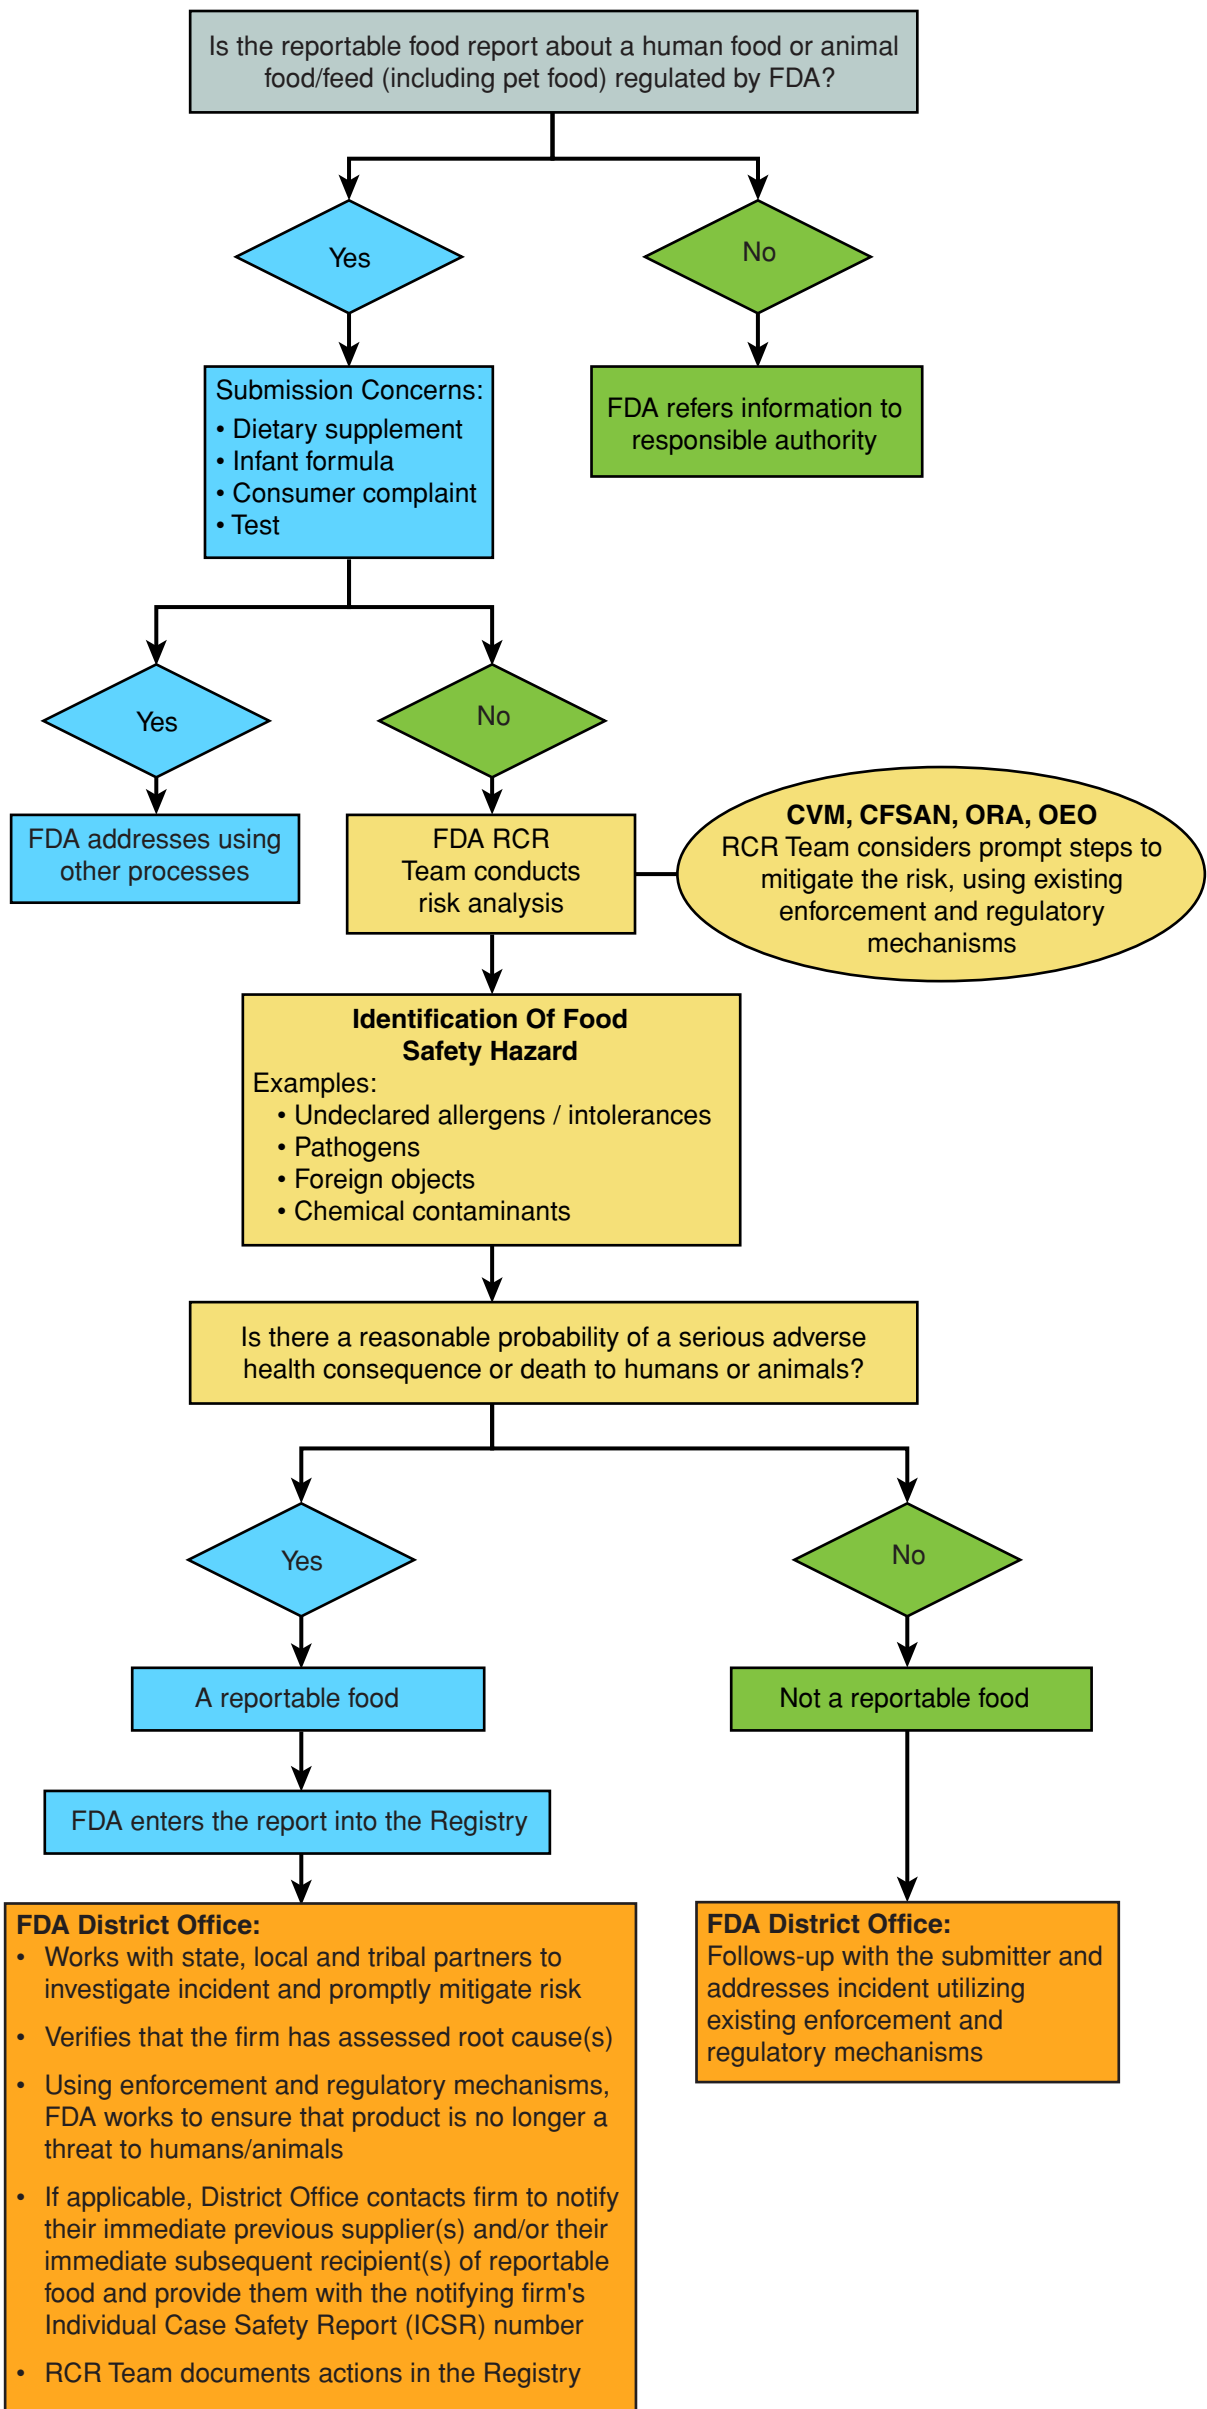 Is the reportable food report about a human food or animal
food/feed (including pet food) regulated by FDA?
Yes
No
Submission Concerns:
• Dietary supplement
• Infant formula
• Consumer complaint
• Test
FDA refers information to
responsible authority
Yes
No
FDA addresses using
other processes
FDA RCR
Team conducts
risk analysis
CVM, CFSAN, ORA, OEO
RCR Team considers prompt steps to
mitigate the risk, using existing
enforcement and regulatory
mechanisms
Identification Of Food
Safety Hazard
Examples:
• Undeclared allergens / intolerances
• Pathogens
• Foreign objects
• Chemical contaminants
Is there a reasonable probability of a serious adverse
health consequence or death to humans or animals?
Yes
No
A reportable food
Not a reportable food
FDA enters the report into the Registry
FDA District Office:
• Works with state, local and tribal partners to
investigate incident and promptly mitigate risk
• Verifies that the firm has assessed root cause(s)
• Using enforcement and regulatory mechanisms,
FDA works to ensure that product is no longer a
threat to humans/animals
• If applicable, District Office contacts firm to notify
their immediate previous supplier(s) and/or their
immediate subsequent recipient(s) of reportable
food and provide them with the notifying firm's
Individual Case Safety Report (ICSR) number
• RCR Team documents actions in the Registry
FDA District Office:
Follows-up with the submitter and
addresses incident utilizing
existing enforcement and
regulatory mechanisms